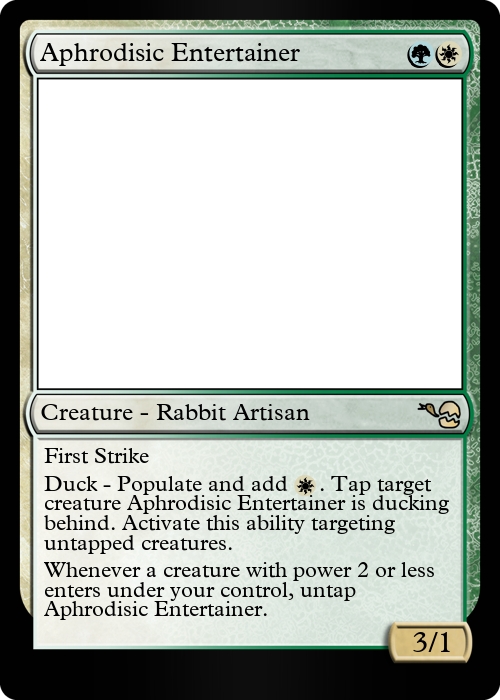 Aphrodisic Entertainer
Creature - Rabbit Artisan
First Strike
Duck - Populate and add . Tap target
creature Aphrodisic Entertainer is ducking
behind. Activate this ability targeting
untapped creatures.
Whenever a creature with power 2 or less
enters under your control, untap
Aphrodisic Entertainer.
3/1